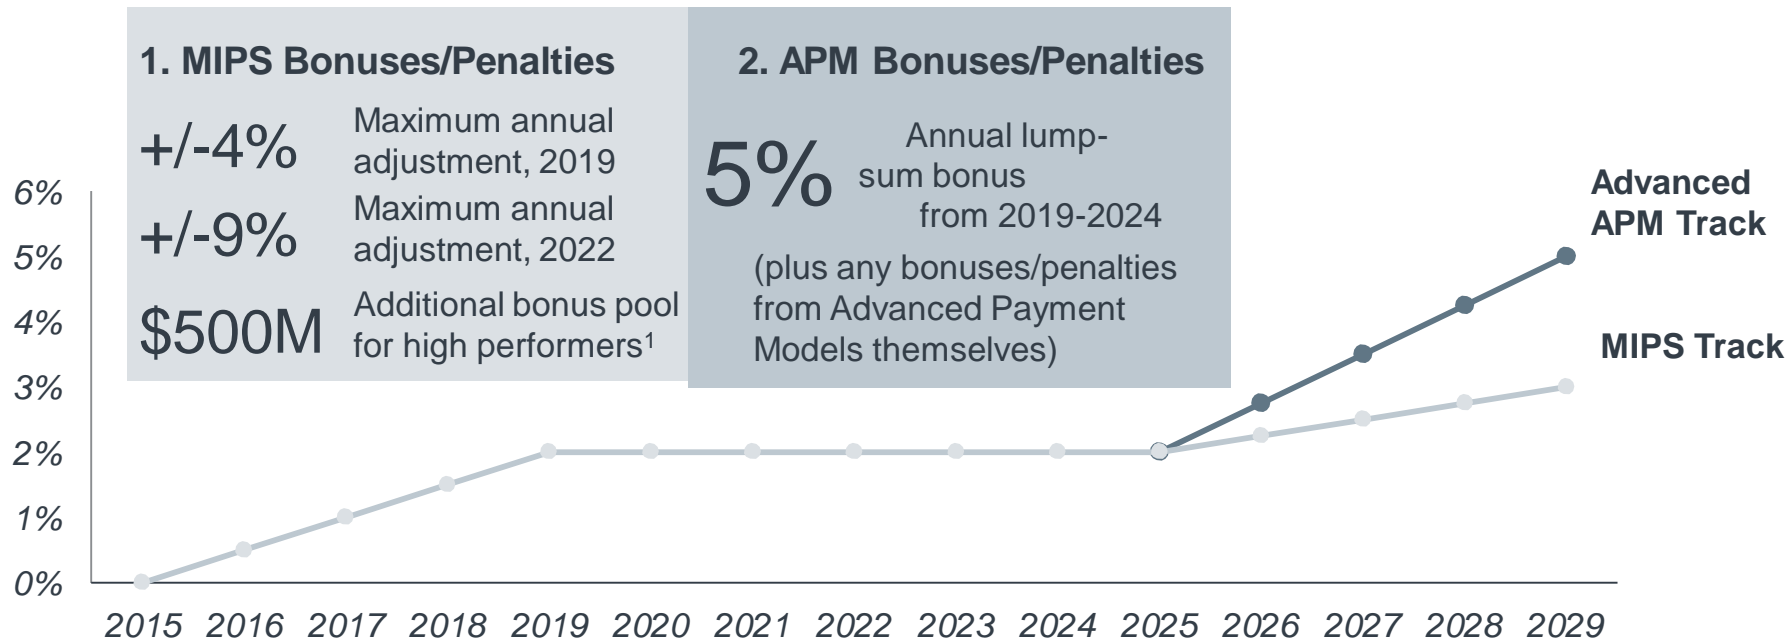 1. MIPS Bonuses/Penalties
+/-4%
Maximum annual
adjustment, 2019
+/-9%
Maximum annual
adjustment, 2022
$500M
Additional bonus pool
for high performers¹
2. APM Bonuses/Penalties
5%
Annual lump-
sum bonus
from 2019-2024
(plus any bonuses/penalties
from Advanced Payment
Models themselves)
Advanced
APM Track
MIPS Track
6%
5%
4%
3%
2%
1%
0%
2015 2016 2017 2018 2019 2020 2021 2022 2023 2024 2025 2026 2027 2028 2029